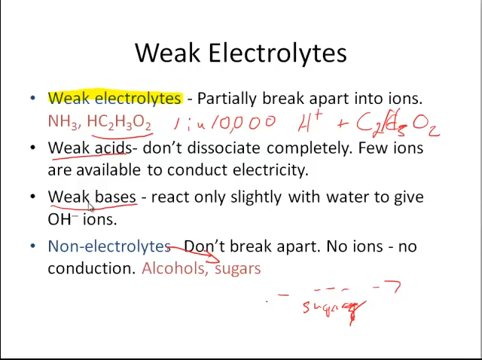 Weak Electrolytes
• Weak electrolytes - Partially break apart into ions.
NH₃, HC₂H₃O₂ 1 in 10,000 H⁺ + C₂H₃O₂
• Weak acids- don't dissociate completely. Few ions
are available to conduct electricity.
• Weak bases - react only slightly with water to give
OH⁻ ions.
• Non-electrolytes Don't break apart. No ions - no
conduction. Alcohols, sugars